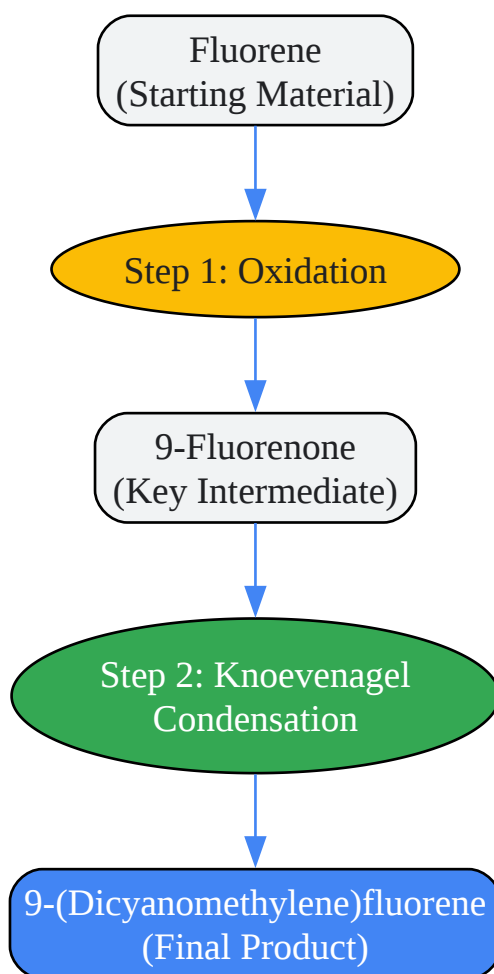 Fluorene
(Starting Material)
Step 1: Oxidation
9-Fluorenone
(Key Intermediate)
Step 2: Knoevenagel
Condensation
9-(Dicyanomethylene)fluorene
(Final Product)